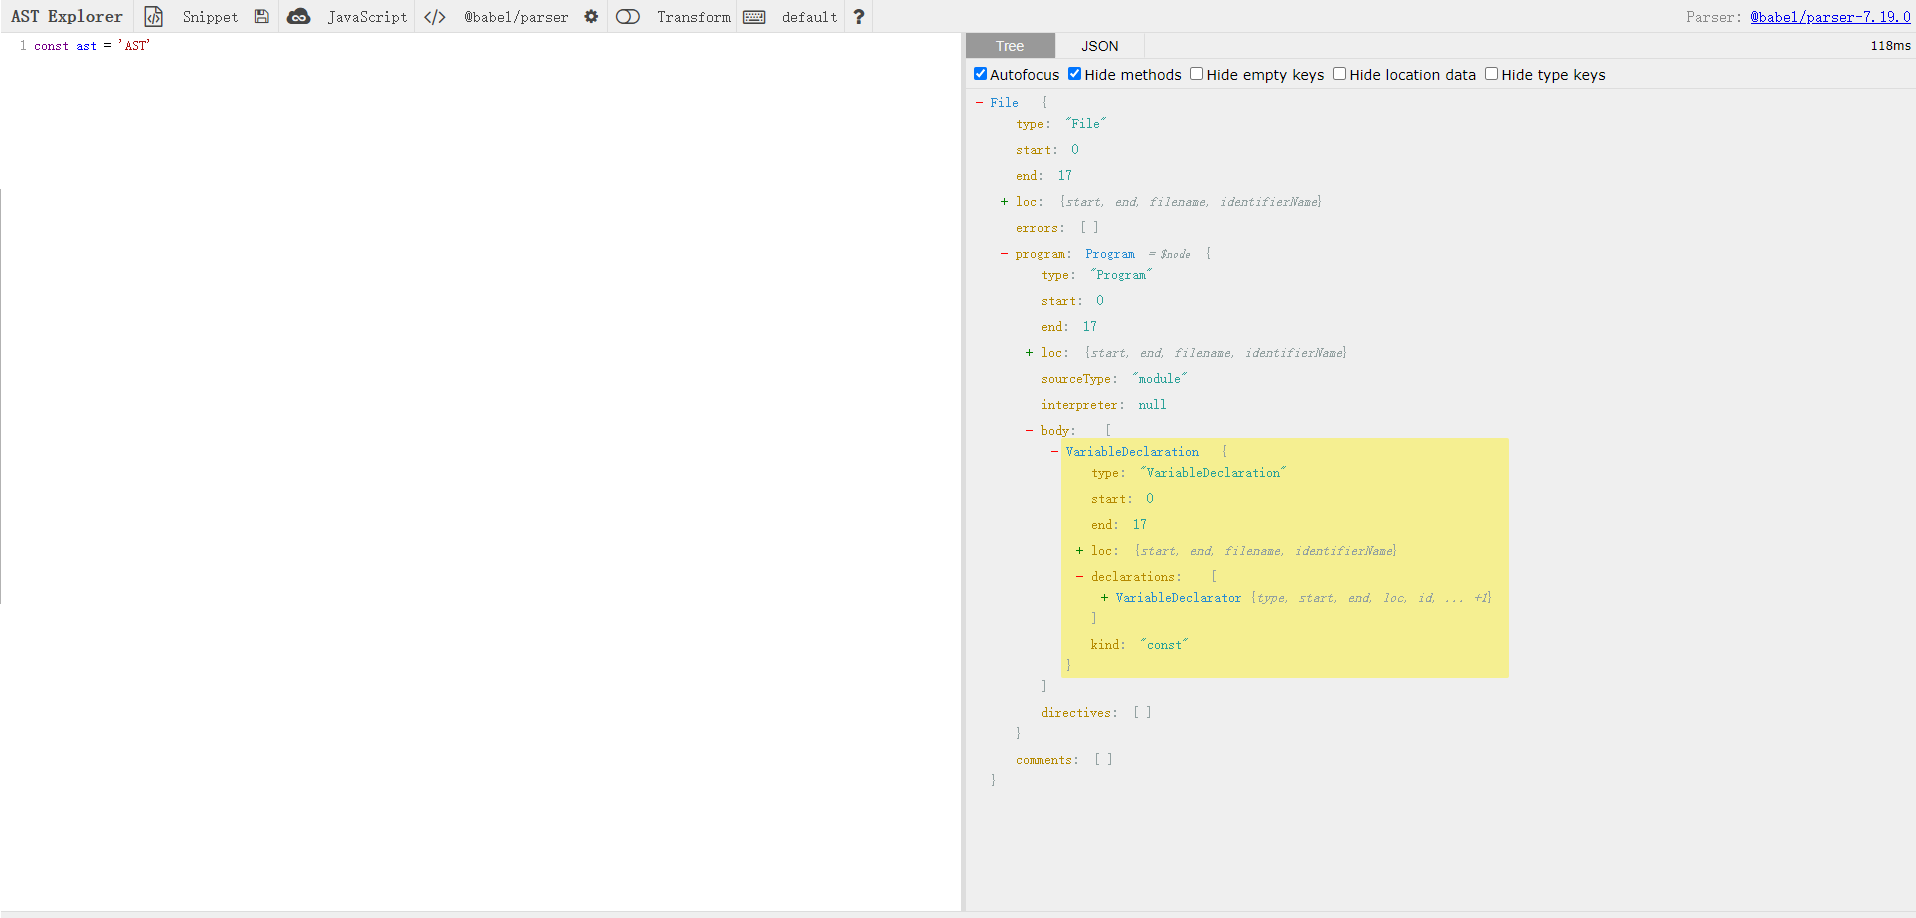 AST Explorer Snippet JavaScript </> @babel/parser Transform default ? Parser: @babel/parser-7.19.0
1 const ast = 'AST'
Tree JSON 118ms
Autofocus Hide methods Hide empty keys Hide location data Hide type keys
− File {
type: "File"
start: 0
end: 17
+ loc: {start, end, filename, identifierName}
errors: [ ]
− program: Program = $node {
type: "Program"
start: 0
end: 17
+ loc: {start, end, filename, identifierName}
sourceType: "module"
interpreter: null
− body: [
− VariableDeclaration {
type: "VariableDeclaration"
start: 0
end: 17
+ loc: {start, end, filename, identifierName}
− declarations: [
+ VariableDeclarator {type, start, end, loc, id, ... +1}
]
kind: "const"
}
]
directives: [ ]
}
comments: [ ]
}